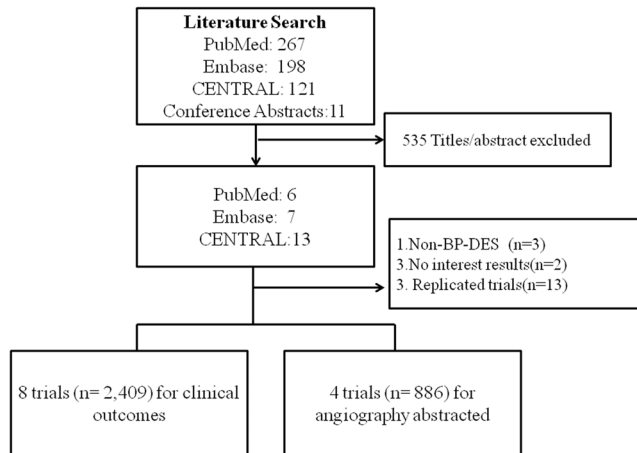 Literature Search
PubMed: 267
Embase: 198
CENTRAL: 121
Conference Abstracts:11
535 Titles/abstract excluded
PubMed: 6
Embase: 7
CENTRAL:13
1.Non-BP-DES (n=3)
3.No interest results(n=2)
3. Replicated trials(n=13)
8 trials (n= 2,409) for clinical
outcomes
4 trials (n= 886) for
angiography abstracted